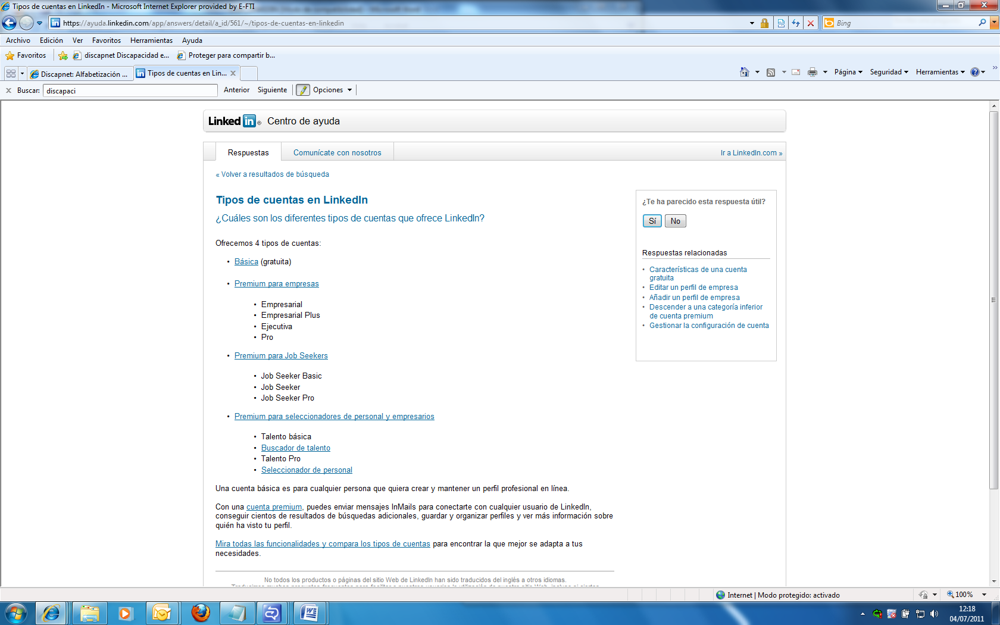 Tipos de cuentas en LinkedIn - Microsoft Internet Explorer provided by E-FTI
https://ayuda.linkedin.com/app/answers/detail/a_id/561/~/tipos-de-cuentas-en-linkedin
Bing
Archivo Edición Ver Favoritos Herramientas Ayuda
Favoritos discapnet Discapacidad e... Proteger para compartir b...
Discapnet: Alfabetización ... Tipos de cuentas en Lin... Página Seguridad Herramientas
Buscar: discapaci Anterior Siguiente Opciones
Linked in ® Centro de ayuda
Respuestas Comunícate con nosotros Ir a LinkedIn.com »
« Volver a resultados de búsqueda
Tipos de cuentas en LinkedIn
¿Cuáles son los diferentes tipos de cuentas que ofrece LinkedIn?
Ofrecemos 4 tipos de cuentas:
• Básica (gratuita)
• Premium para empresas
• Empresarial
• Empresarial Plus
• Ejecutiva
• Pro
• Premium para Job Seekers
• Job Seeker Basic
• Job Seeker
• Job Seeker Pro
• Premium para seleccionadores de personal y empresarios
• Talento básica
• Buscador de talento
• Talento Pro
• Seleccionador de personal
Una cuenta básica es para cualquier persona que quiera crear y mantener un perfil profesional en línea.
Con una cuenta premium, puedes enviar mensajes InMails para conectarte con cualquier usuario de LinkedIn,
conseguir cientos de resultados de búsquedas adicionales, guardar y organizar perfiles y ver más información sobre
quién ha visto tu perfil.
Mira todas las funcionalidades y compara los tipos de cuentas para encontrar la que mejor se adapta a tus
necesidades.
No todos los productos o páginas del sitio Web de LinkedIn han sido traducidos del inglés a otros idiomas.
¿Te ha parecido esta respuesta útil?
Sí No
Respuestas relacionadas
• Características de una cuenta
gratuita
• Editar un perfil de empresa
• Añadir un perfil de empresa
• Descender a una categoría inferior
de cuenta premium
• Gestionar la configuración de cuenta
Internet | Modo protegido: activado 100%
12:18
04/07/2011